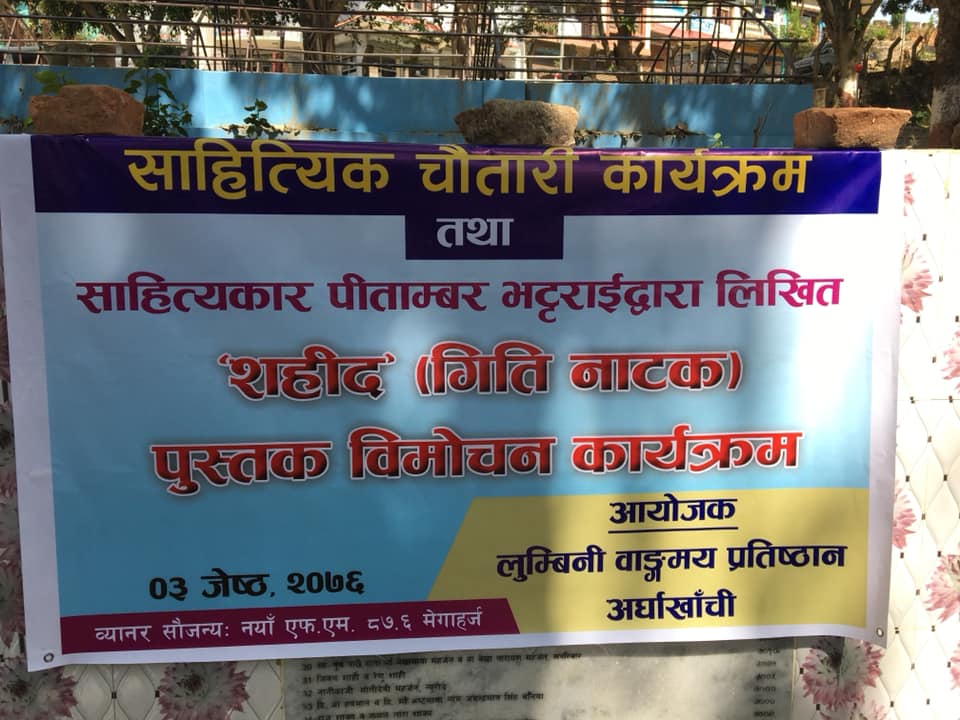 साहित्यिक चौतारी कार्यक्रम
तथा
साहित्यकार पीताम्बर भट्टराईद्वारा लिखित
'शहीद' (गिति नाटक)
पुस्तक विमोचन कार्यक्रम
आयोजक
लुम्बिनी वाङ्गमय प्रतिष्ठान
अर्घाखाँची
०३ जेष्ठ, २०७६
व्यानर सौजन्यः नयाँ एफ.एम. ८७.६ मेगाहर्ज